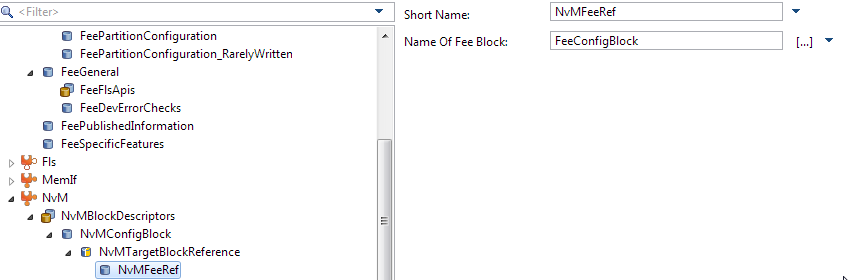 <Filter>
FeePartitionConfiguration
FeePartitionConfiguration_RarelyWritten
FeeGeneral
FeeFlsApis
FeeDevErrorChecks
FeePublishedInformation
FeeSpecificFeatures
Fls
MemIf
NvM
NvMBlockDescriptors
NvMConfigBlock
NvMTargetBlockReference
NvMFeeRef
Short Name: NvMFeeRef
Name Of Fee Block: FeeConfigBlock [...]